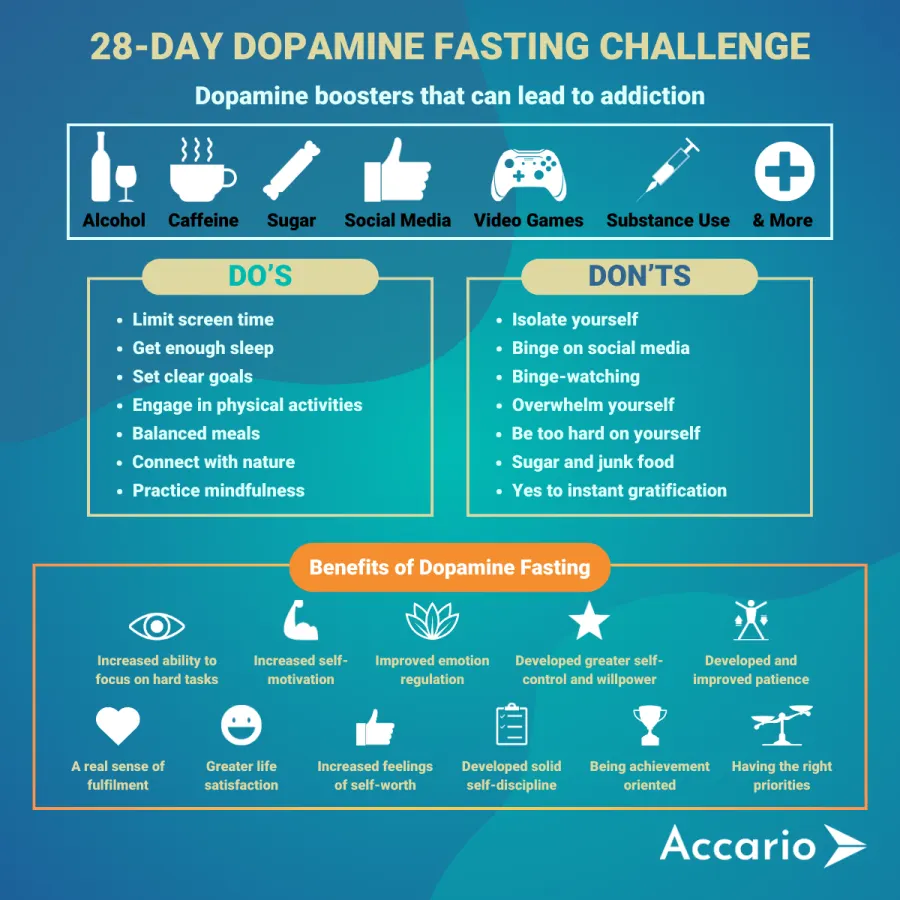 28-DAY DOPAMINE FASTING CHALLENGE
Dopamine boosters that can lead to addiction
Alcohol Caffeine Sugar Social Media Video Games Substance Use & More
DO'S
• Limit screen time
• Get enough sleep
• Set clear goals
• Engage in physical activities
• Balanced meals
• Connect with nature
• Practice mindfulness
DON'TS
• Isolate yourself
• Binge on social media
• Binge-watching
• Overwhelm yourself
• Be too hard on yourself
• Sugar and junk food
• Yes to instant gratification
Benefits of Dopamine Fasting
Increased ability to
focus on hard tasks
Increased self-
motivation
Improved emotion
regulation
Developed greater self-
control and willpower
Developed and
improved patience
A real sense of
fulfilment
Greater life
satisfaction
Increased feelings
of self-worth
Developed solid
self-discipline
Being achievement
oriented
Having the right
priorities
Accario